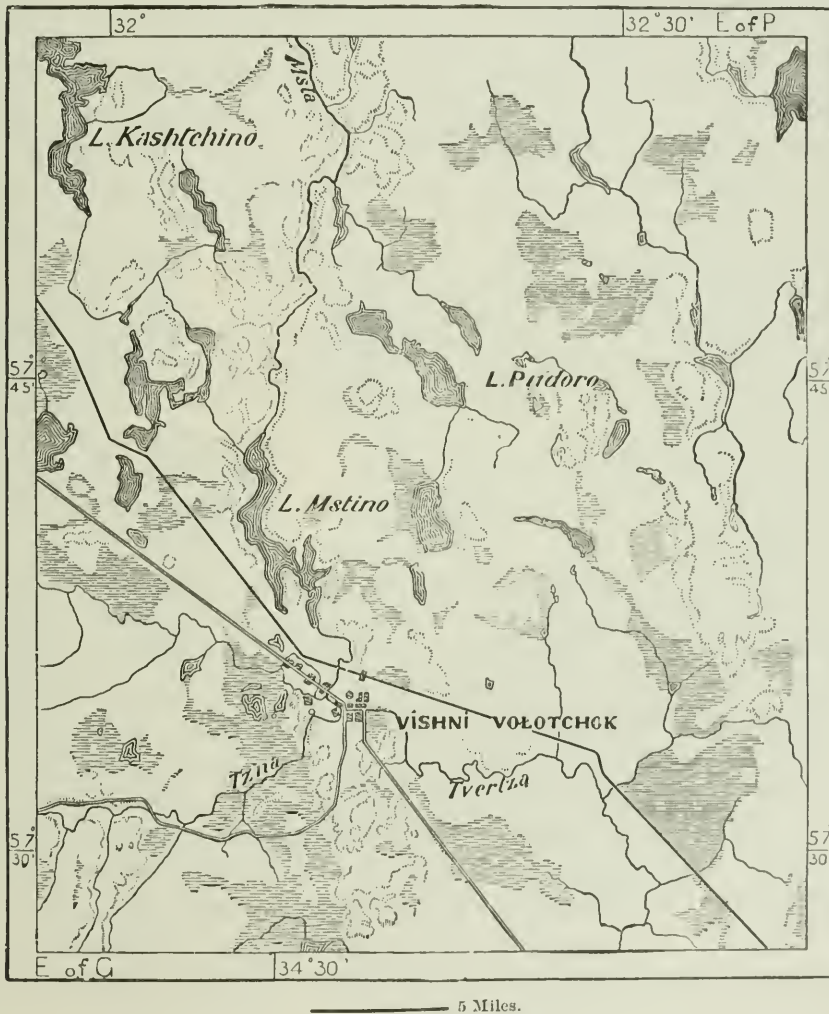 32°
32°30' E of P
Msta
L. Kashtchino
57°
45'
57°
45'
L. Pudoro
L. Mstino
VISHNÍ VOLOTCHOK
Tzna
Tvertza
57°
30'
57°
30'
E of G
34°30'
5 Miles.